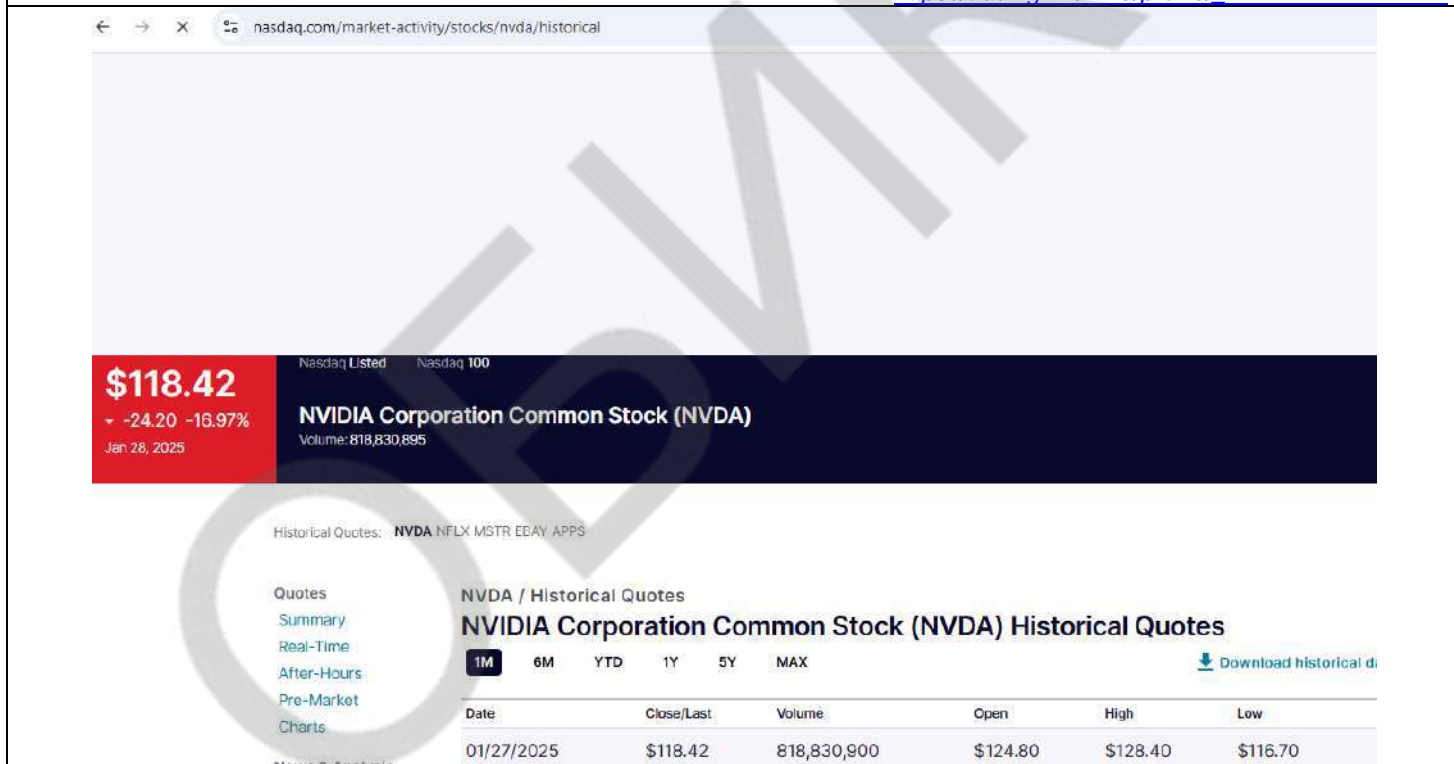 nasdaq.com/market-activity/stocks/nvda/historical
$118.42
-24.20 -16.97%
Jan 28, 2025
Nasdaq Listed Nasdaq 100
NVIDIA Corporation Common Stock (NVDA)
Volume: 818,830,895
Historical Quotes: NVDA NFLX MSTR EBAY APPS
Quotes
Summary
Real-Time
After-Hours
Pre-Market
Charts
NVDA / Historical Quotes
NVIDIA Corporation Common Stock (NVDA) Historical Quotes
1M 6M YTD 1Y 5Y MAX
Download historical
Date Close/Last Volume Open High Low
01/27/2025 $118.42 818,830,900 $124.80 $128.40 $116.70